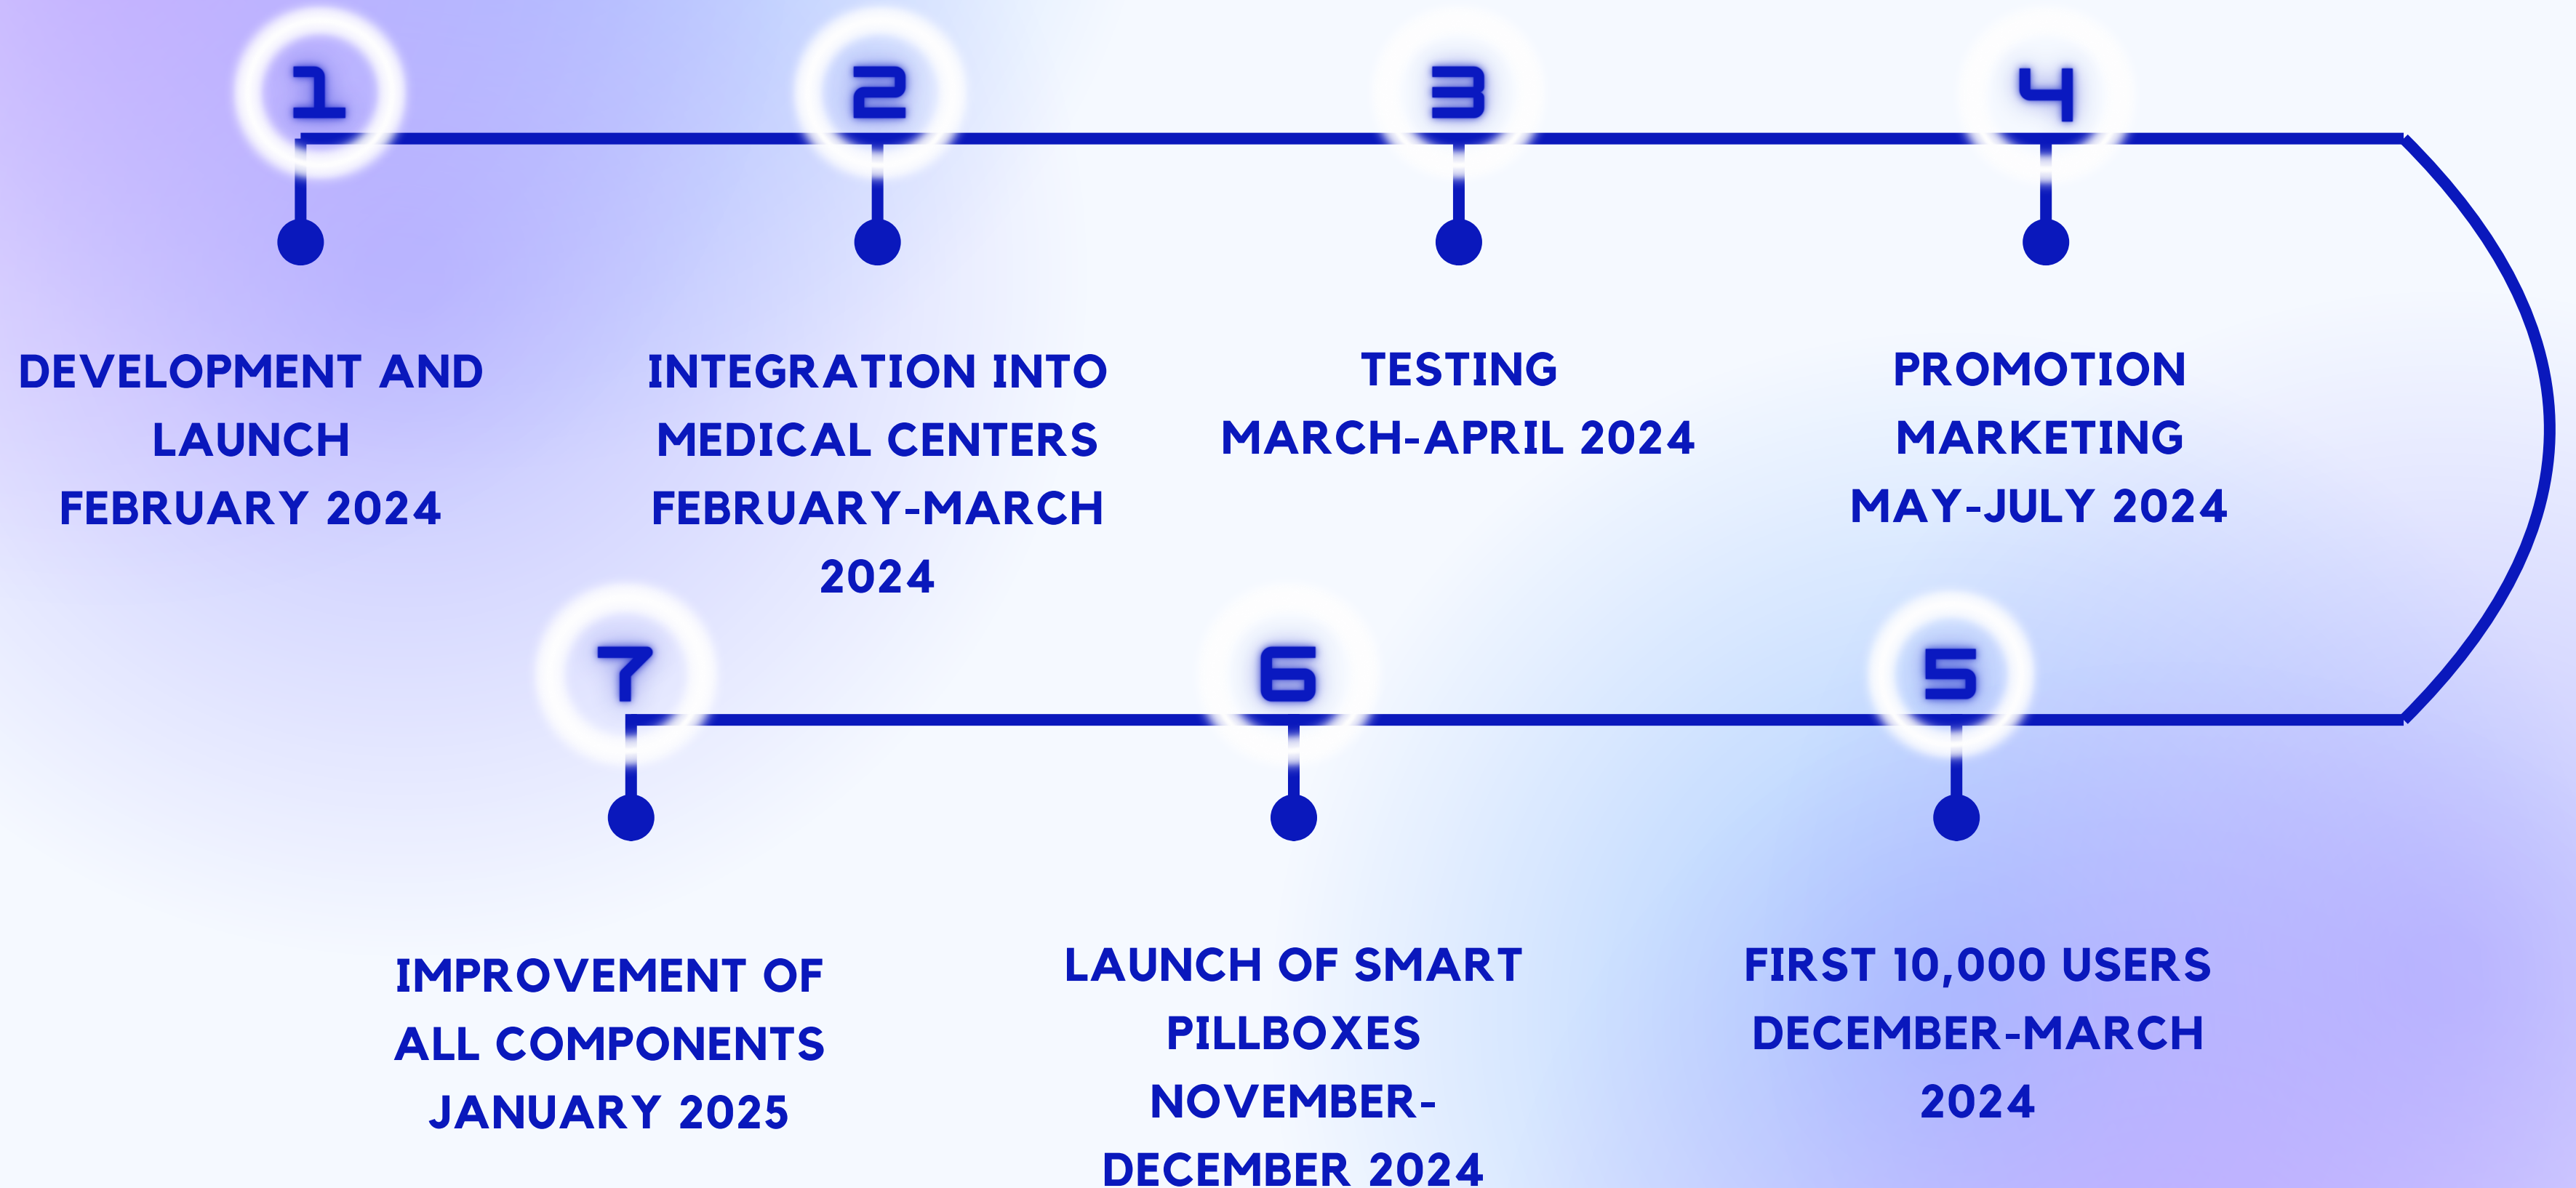 1
DEVELOPMENT AND
LAUNCH
FEBRUARY 2024
2
INTEGRATION INTO
MEDICAL CENTERS
FEBRUARY-MARCH
2024
3
TESTING
MARCH-APRIL 2024
4
PROMOTION
MARKETING
MAY-JULY 2024
5
FIRST 10,000 USERS
DECEMBER-MARCH
2024
6
LAUNCH OF SMART
PILLBOXES
NOVEMBER-
DECEMBER 2024
7
IMPROVEMENT OF
ALL COMPONENTS
JANUARY 2025